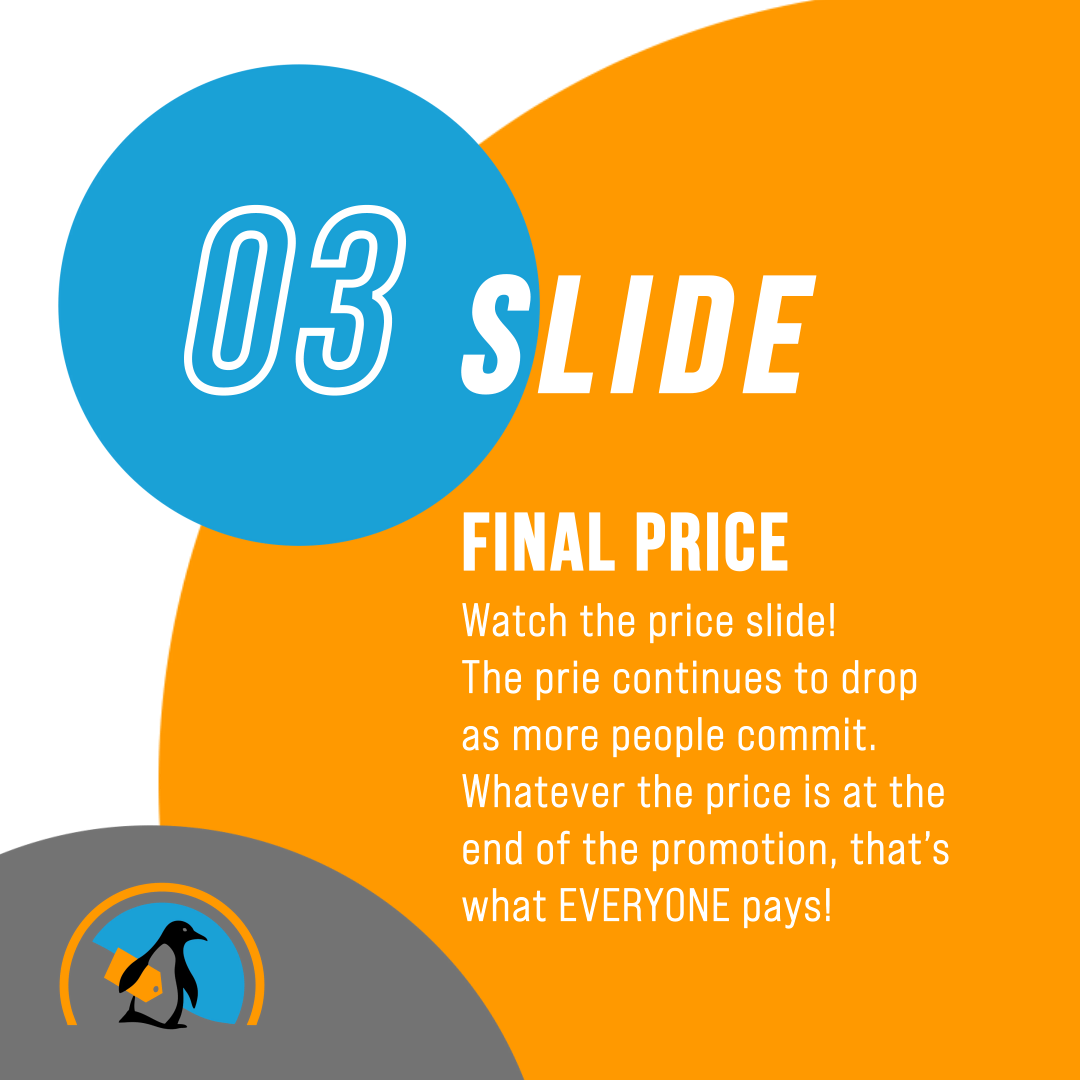 03 SLIDE
FINAL PRICE
Watch the price slide!
The prie continues to drop
as more people commit.
Whatever the price is at the
end of the promotion, that’s
what EVERYONE pays!